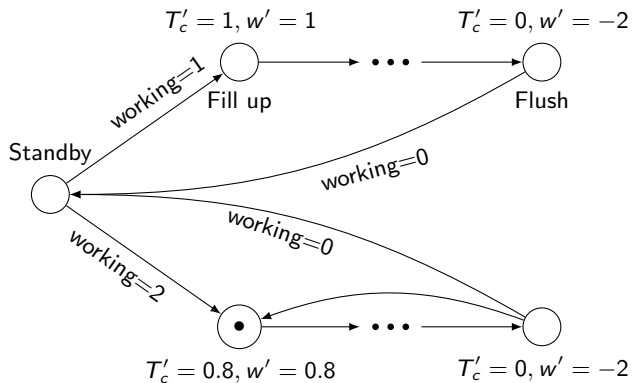 T′c = 1, w′ = 1
T′c = 0, w′ = −2
working=1
Fill up
Flush
Standby
working=0
working=0
working=2
T′c = 0.8, w′ = 0.8
T′c = 0, w′ = −2